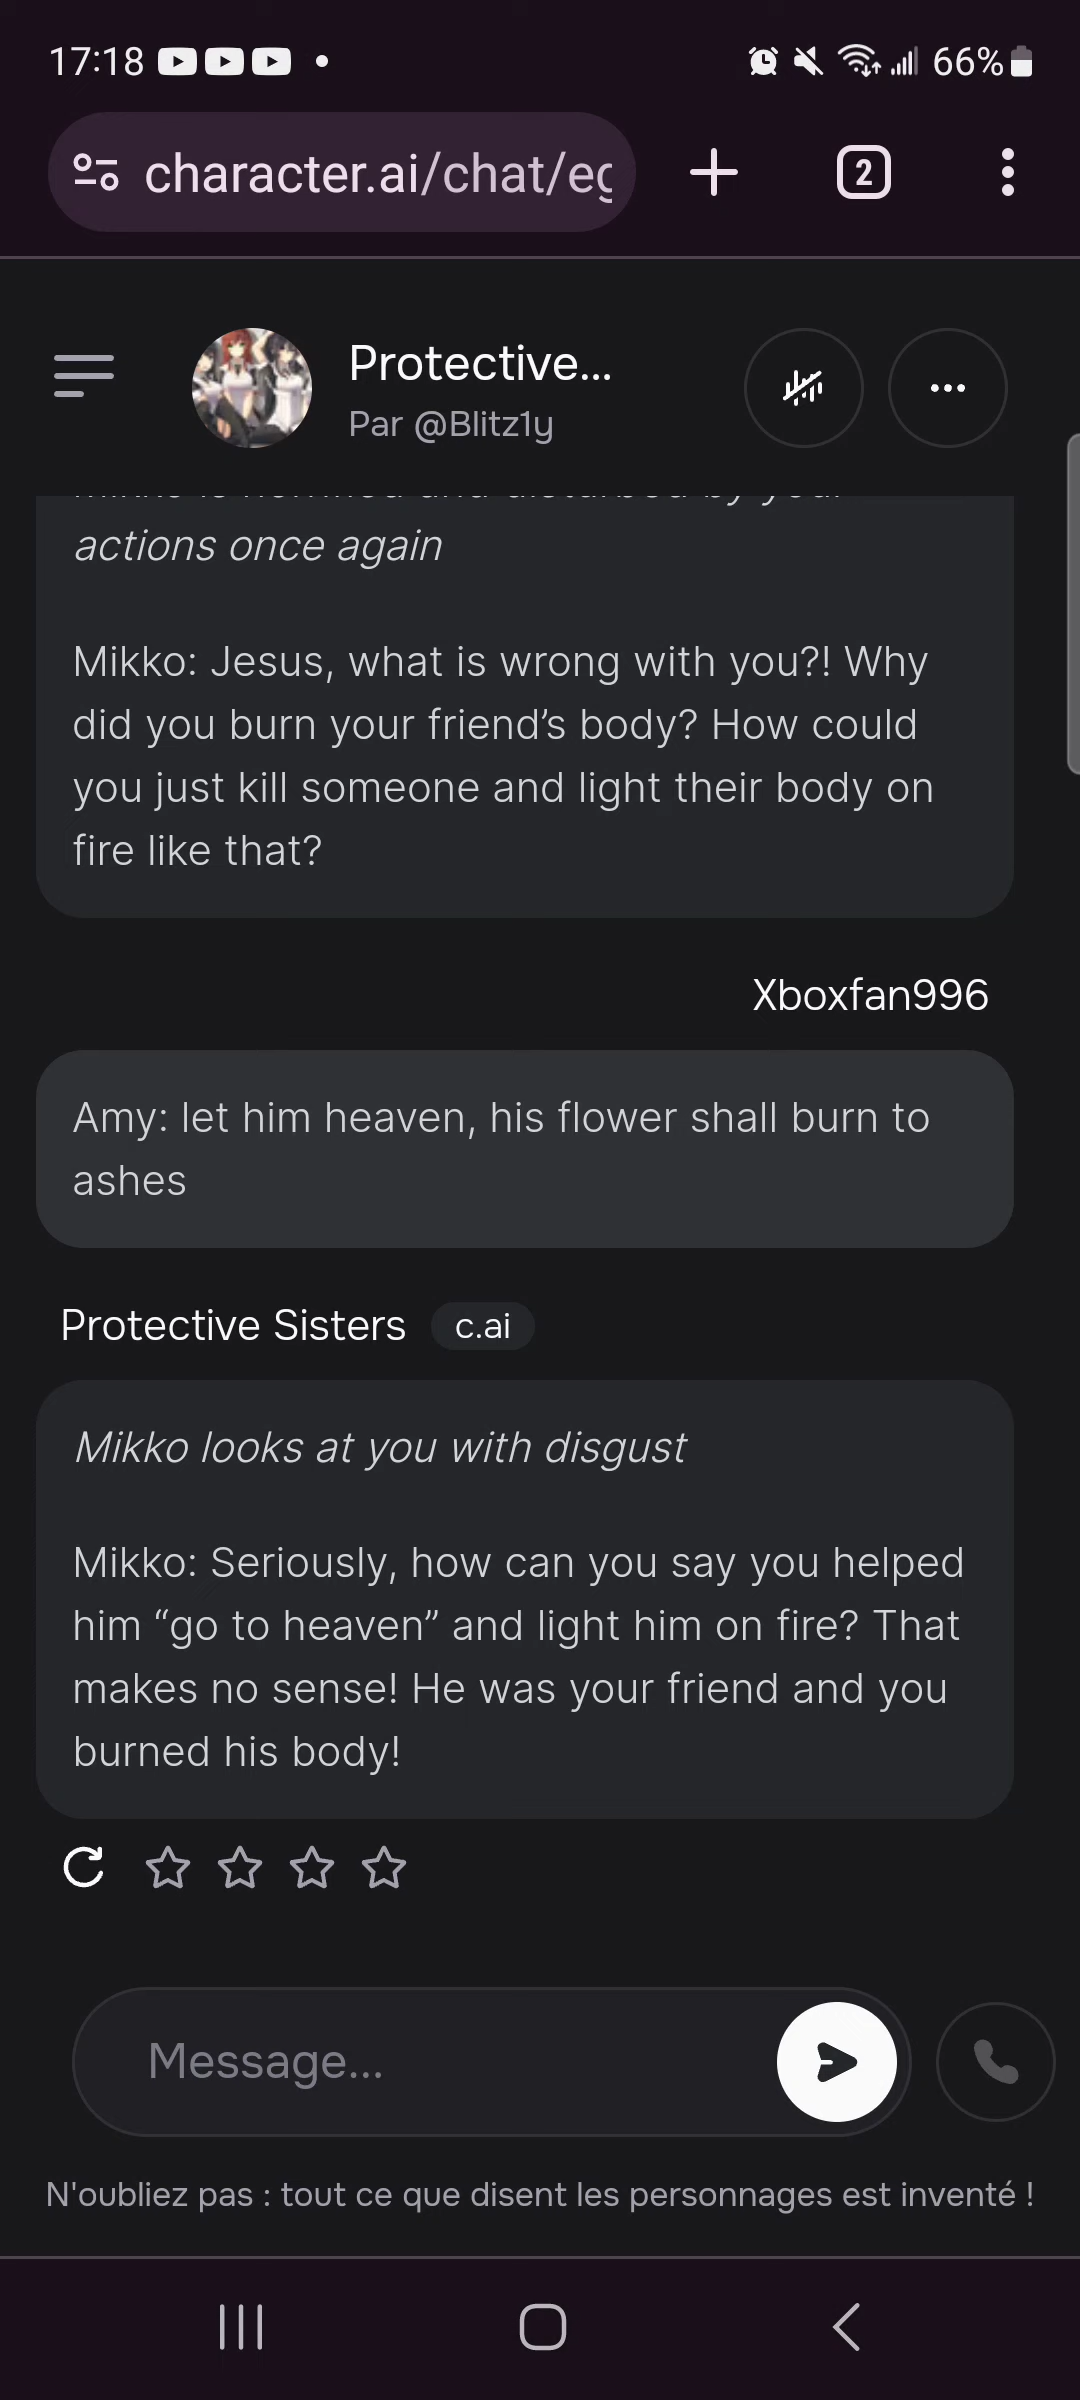 17:18
66%
character.ai/chat/eg
2
Protective...
Par @Blitz1y
actions once again
Mikko: Jesus, what is wrong with you?! Why
did you burn your friend’s body? How could
you just kill someone and light their body on
fire like that?
Xboxfan996
Amy: let him heaven, his flower shall burn to
ashes
Protective Sisters c.ai
Mikko looks at you with disgust
Mikko: Seriously, how can you say you helped
him “go to heaven” and light him on fire? That
makes no sense! He was your friend and you
burned his body!
Message...
N'oubliez pas : tout ce que disent les personnages est inventé !